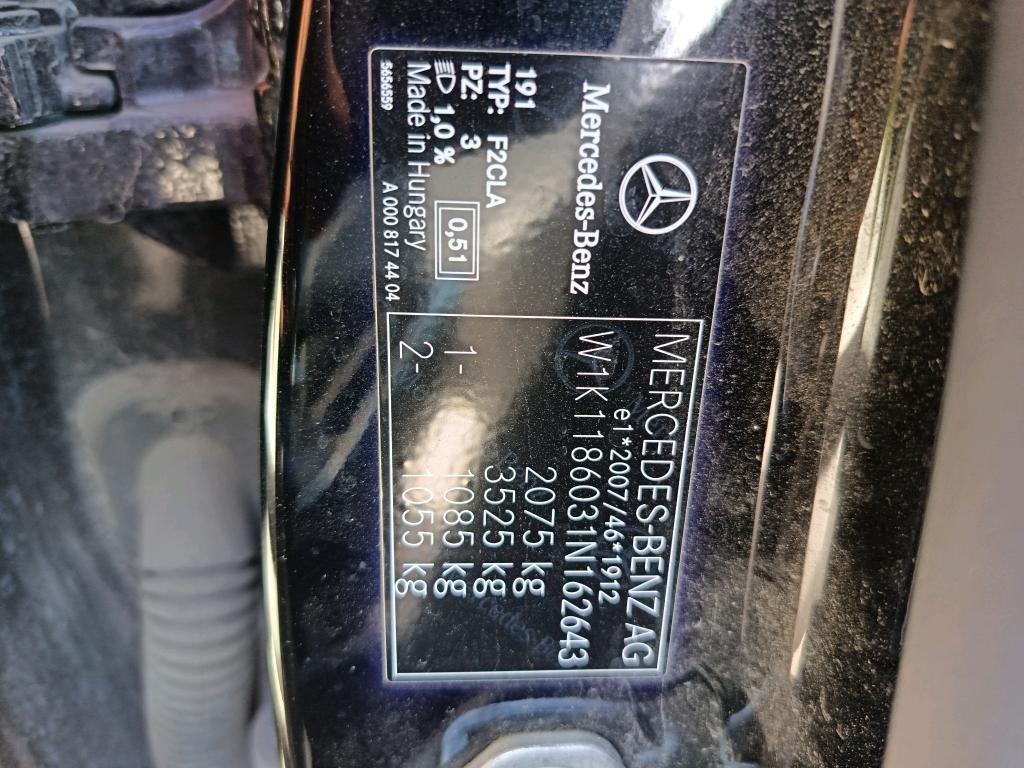 Mercedes-Benz
191
TYP: F2CLA
PZ: 3
1,0 %
0,51
Made in Hungary
5656559
A 000 817 44 04
MERCEDES-BENZ AG
e1*2007/46*1912
W1K1186031N162643
2075 kg
3525 kg
1- 1085 kg
2- 1055 kg